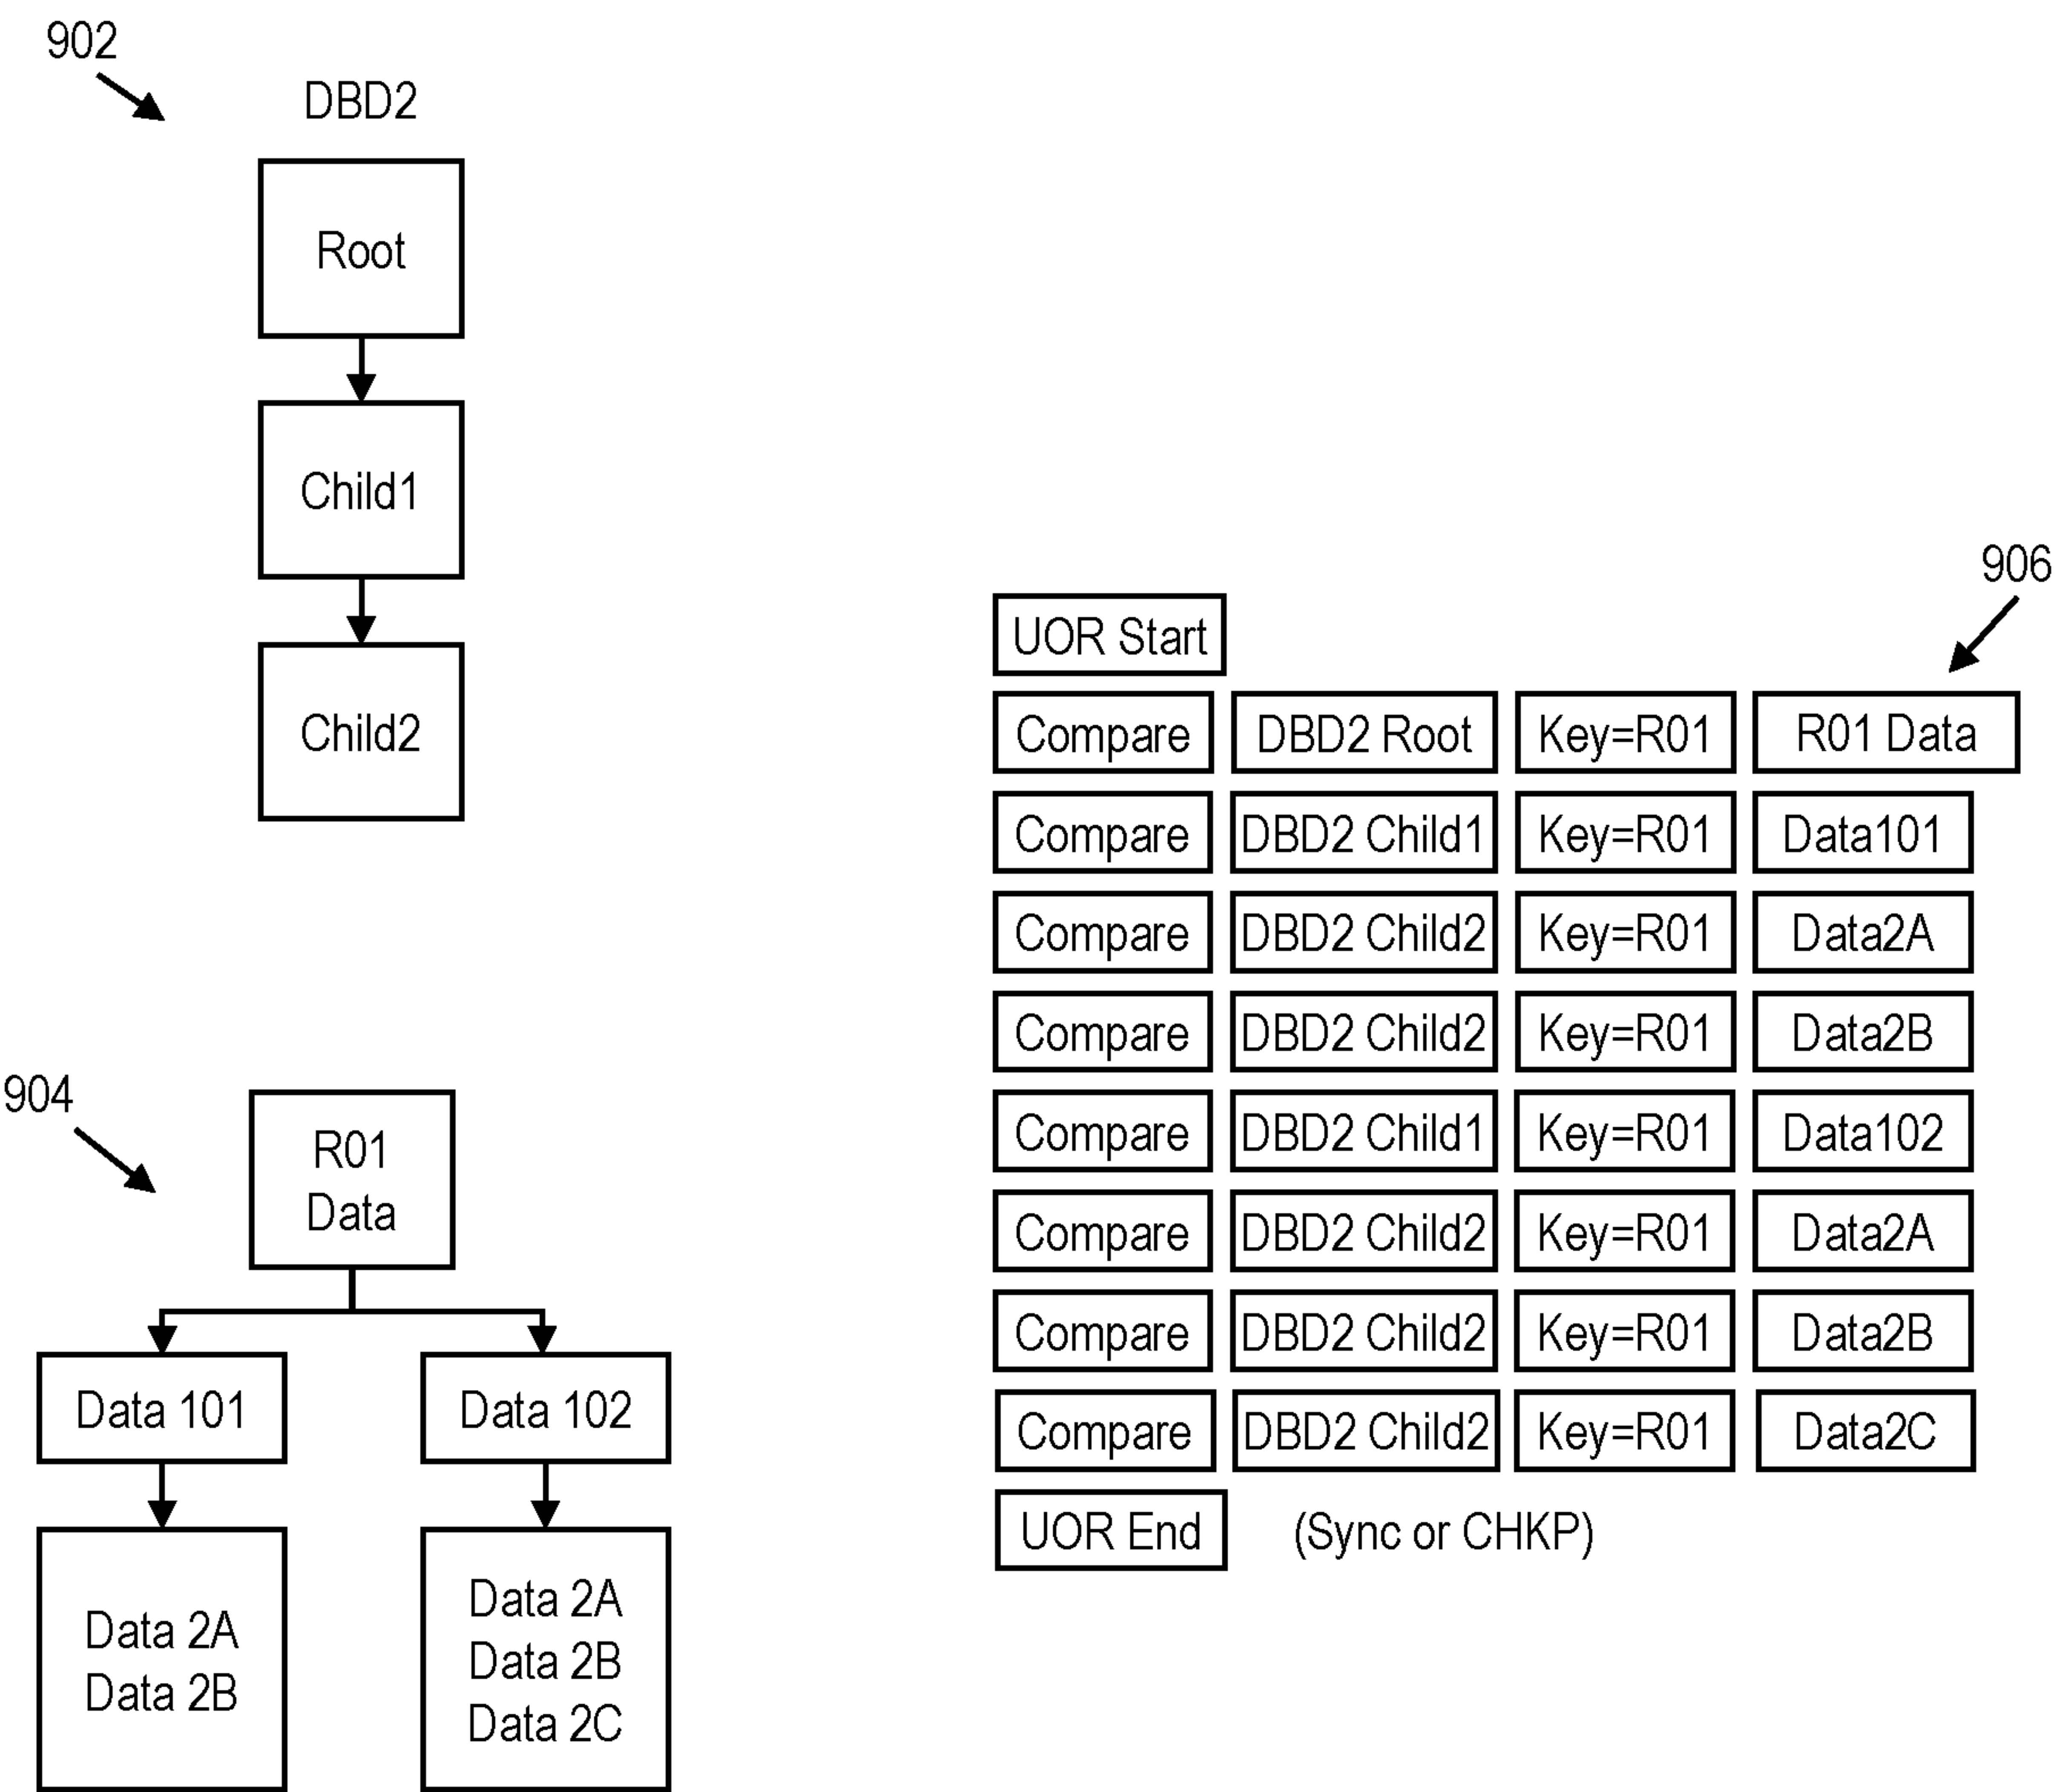 902
DBD2
Root
Child1
Child2
904
R01
Data
Data 101
Data 102
Data 2A
Data 2B
Data 2A
Data 2B
Data 2C
906
UOR Start
Compare DBD2 Root Key=R01 R01 Data
Compare DBD2 Child1 Key=R01 Data101
Compare DBD2 Child2 Key=R01 Data2A
Compare DBD2 Child2 Key=R01 Data2B
Compare DBD2 Child1 Key=R01 Data102
Compare DBD2 Child2 Key=R01 Data2A
Compare DBD2 Child2 Key=R01 Data2B
Compare DBD2 Child2 Key=R01 Data2C
UOR End (Sync or CHKP)